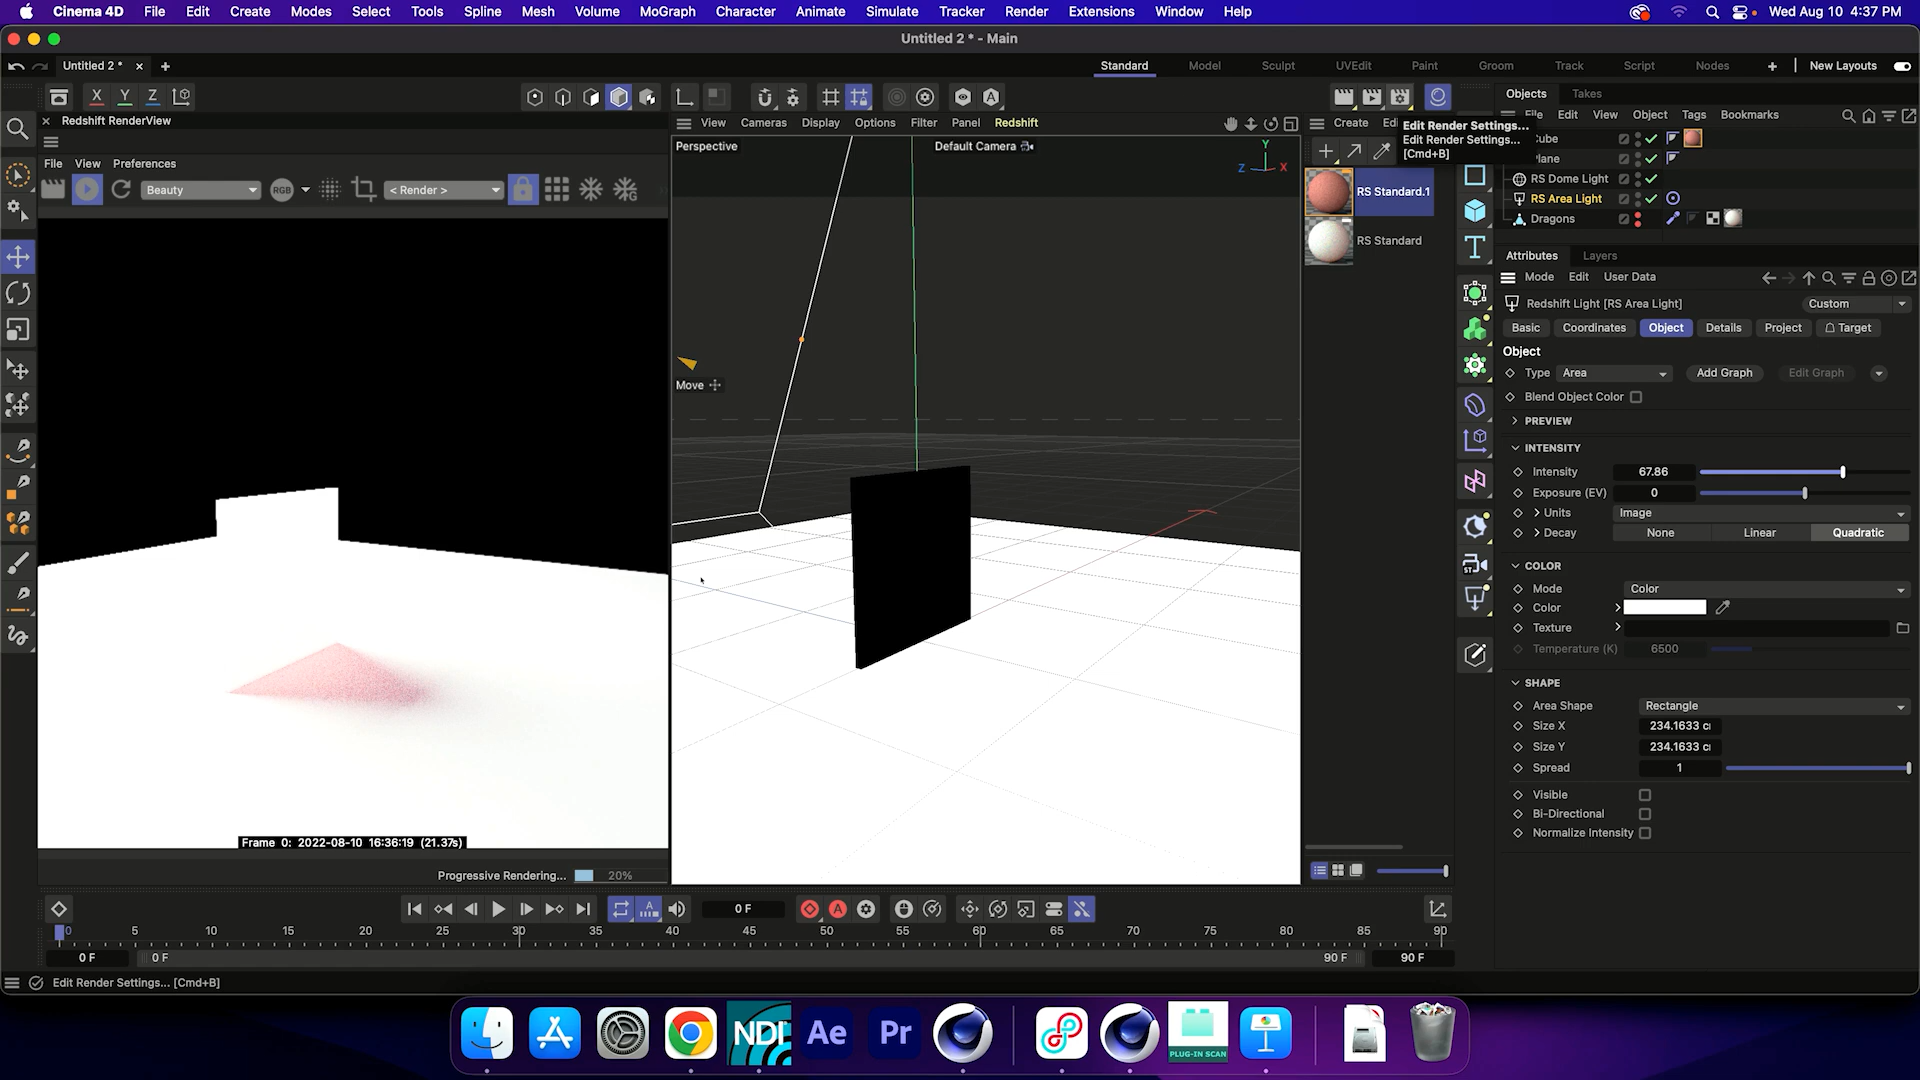 Cinema 4D File Edit Create Modes Select Tools Spline Mesh Volume MoGraph Character Animate Simulate Tracker Render Extensions Window Help Wed Aug 10 4:37 PM
Untitled 2 * - Main
Untitled 2 * × + Standard Model Sculpt UVEdit Paint Groom Track Script Nodes + New Layouts
X Y Z
Objects Takes
× Redshift RenderView
View Cameras Display Options Filter Panel Redshift
Create
File Edit View Object Tags Bookmarks
Edit Render Settings...
Edit Render Settings...
[Cmd+B]
File View Preferences
Perspective
Default Camera
Y
Z X
Beauty RGB < Render >
Cube
Plane
RS Dome Light
RS Area Light
Dragons
RS Standard.1
RS Standard
Attributes Layers
Mode Edit User Data
Redshift Light [RS Area Light] Custom
Basic Coordinates Object Details Project Target
Object
Type Area Add Graph Edit Graph
Blend Object Color
PREVIEW
INTENSITY
Intensity 67.86
Exposure (EV) 0
Units Image
Decay None Linear Quadratic
COLOR
Mode Color
Color
Texture
Temperature (K) 6500
SHAPE
Area Shape Rectangle
Size X 234.1633 c
Size Y 234.1633 c
Spread 1
Visible
Bi-Directional
Normalize Intensity
Move
Frame 0: 2022-08-10 16:36:19 (21.37s)
Progressive Rendering... 20%
0 F
0 5 10 15 20 25 30 35 40 45 50 55 60 65 70 75 80 85 90
0 F 0 F 90 F 90 F
Edit Render Settings... [Cmd+B]
NDI Ae Pr
PLUG-IN SCAN